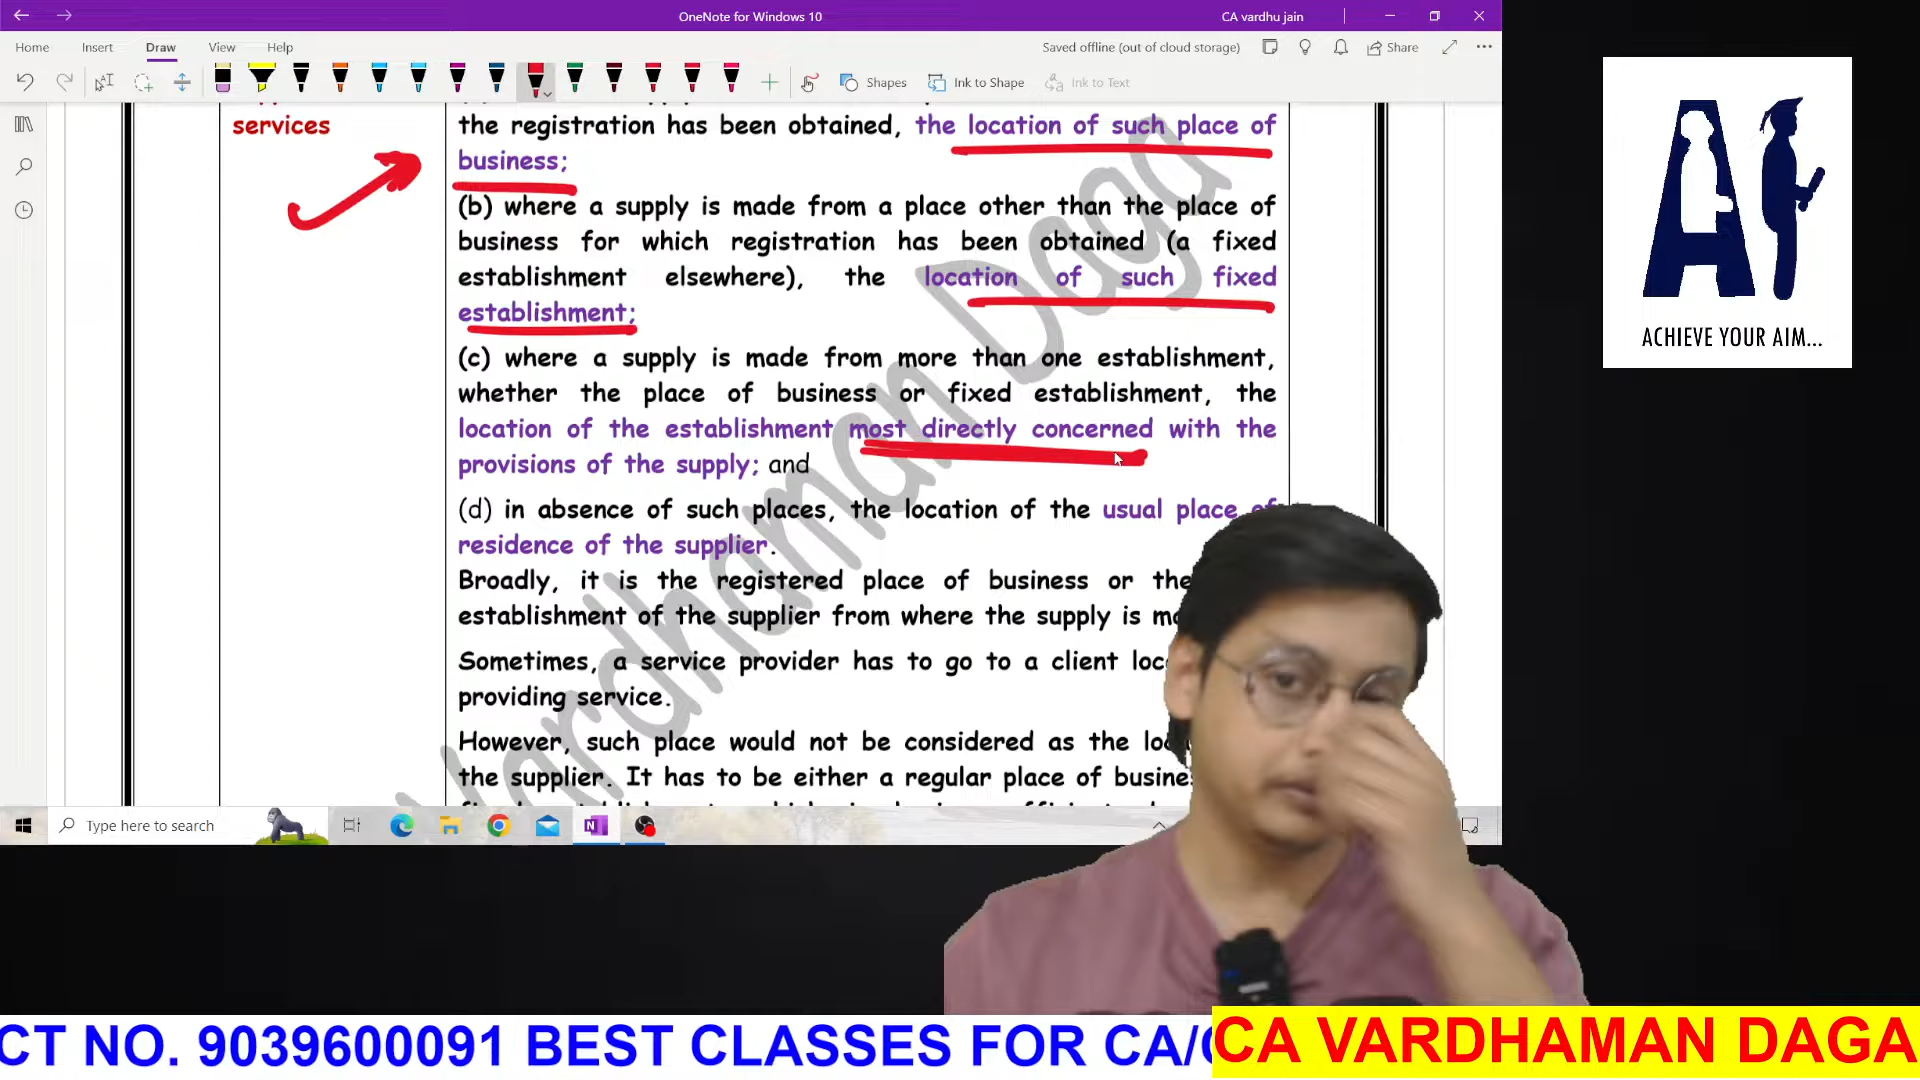 OneNote for Windows 10
CA vardhu jain
Home Insert Draw View Help
Saved offline (out of cloud storage)
Share
Shapes
Ink to Shape
Ink to Text
services
the registration has been obtained, the location of such place of
business;
(b) where a supply is made from a place other than the place of
business for which registration has been obtained (a fixed
establishment elsewhere), the location of such fixed
establishment;
(c) where a supply is made from more than one establishment,
whether the place of business or fixed establishment, the
location of the establishment most directly concerned with the
provisions of the supply; and
(d) in absence of such places, the location of the usual place of
residence of the supplier.
Broadly, it is the registered place of business or the
establishment of the supplier from where the supply is
Sometimes, a service provider has to go to a client
providing service.
However, such place would not be considered as the
the supplier. It has to be either a regular place of
Vardhaman Daga
Type here to search
A
ACHIEVE YOUR AIM...
CT NO. 9039600091 BEST CLASSES FOR CA/
CA VARDHAMAN DAGA